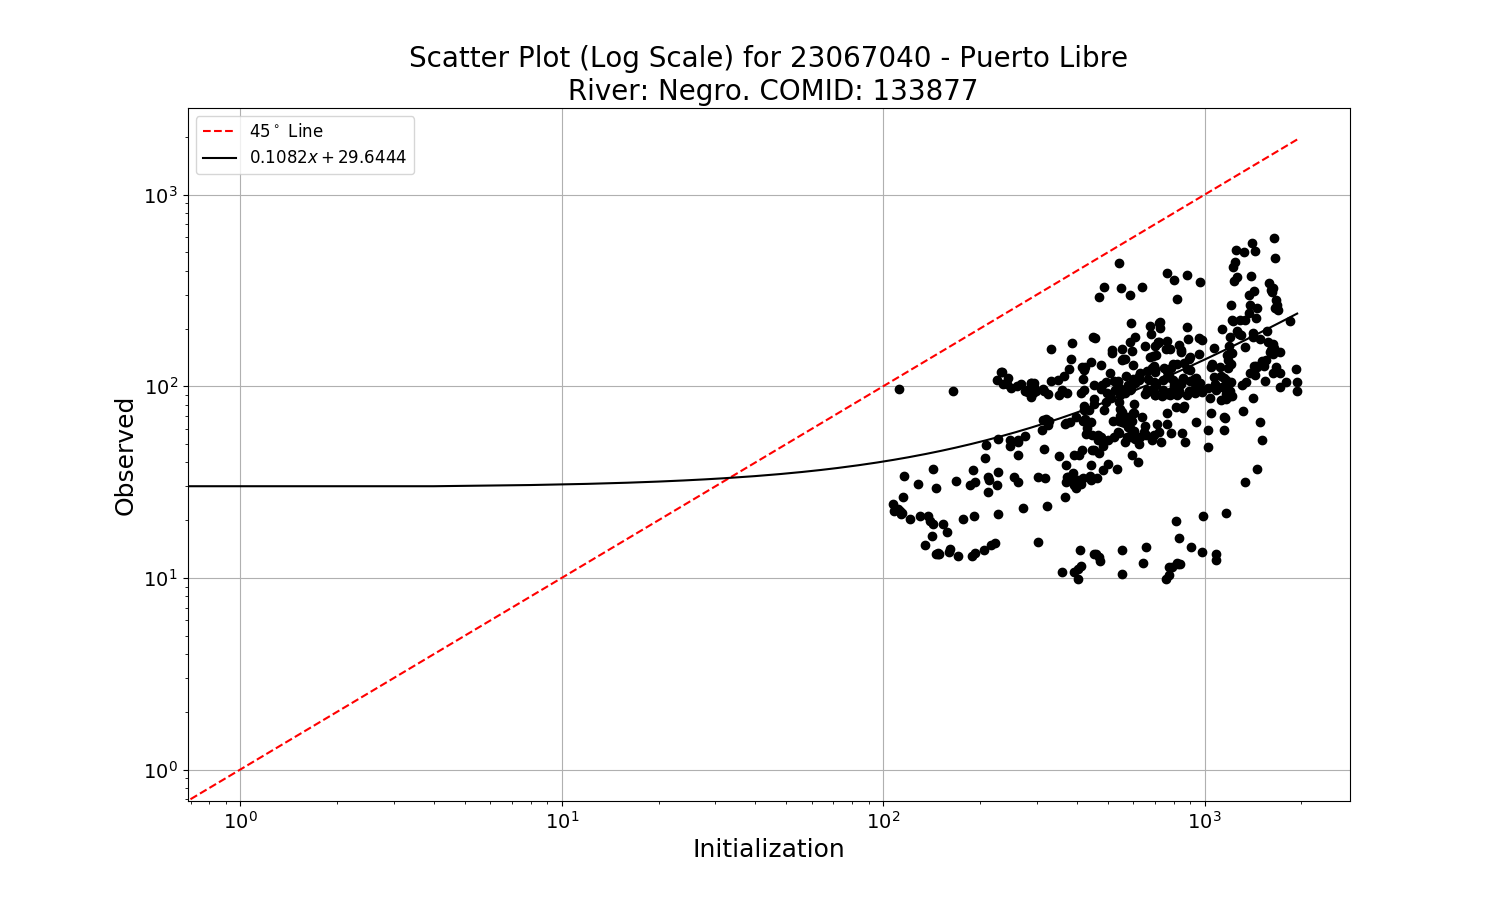 Scatter Plot (Log Scale) for 23067040 - Puerto Libre
River: Negro. COMID: 133877
45° Line
0.1082x + 29.6444
10³
10²
10¹
10⁰
Observed
10⁰ 10¹ 10² 10³
Initialization